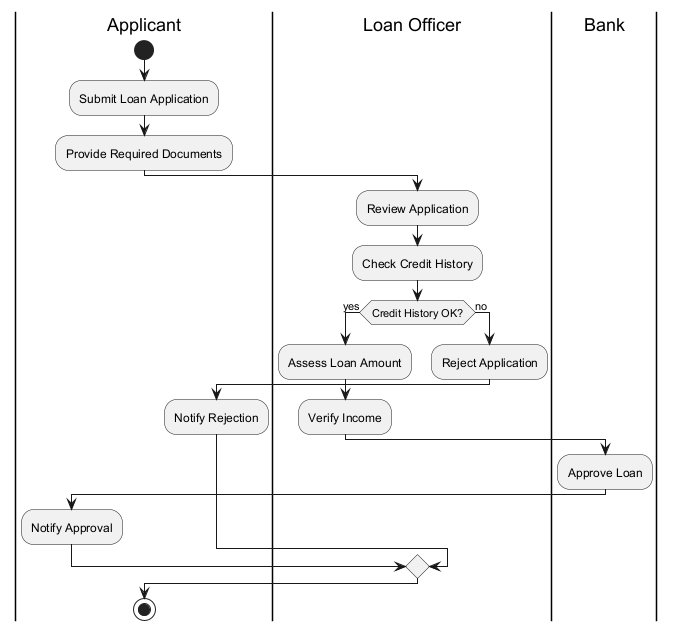 Applicant
Loan Officer
Bank
Submit Loan Application
Provide Required Documents
Review Application
Check Credit History
yes
Credit History OK?
no
Assess Loan Amount
Reject Application
Notify Rejection
Verify Income
Approve Loan
Notify Approval